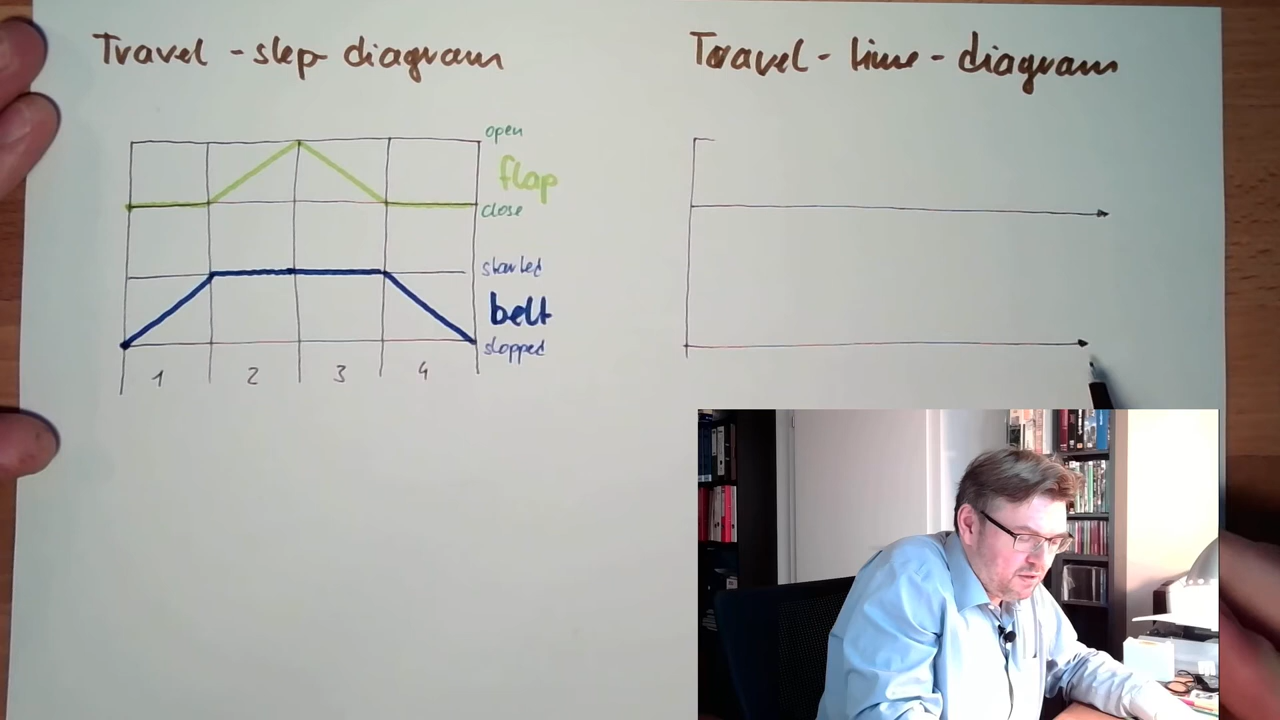 Travel - step diagram
Travel - time - diagram
open
flap
close
started
belt
stopped
1 2 3 4